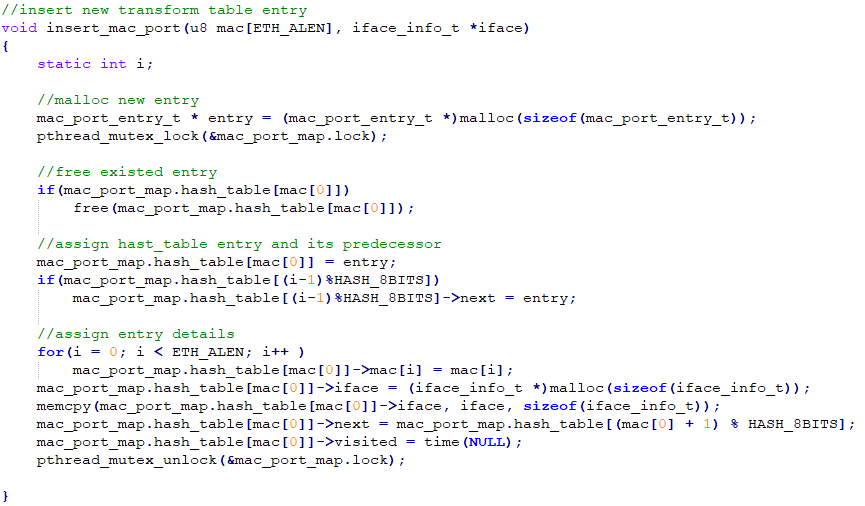 //insert new transform table entry
void insert_mac_port(u8 mac[ETH_ALEN], iface_info_t *iface)
{
    static int i;

    //malloc new entry
    mac_port_entry_t * entry = (mac_port_entry_t *)malloc(sizeof(mac_port_entry_t));
    pthread_mutex_lock(&mac_port_map.lock);

    //free existed entry
    if(mac_port_map.hash_table[mac[0]])
        free(mac_port_map.hash_table[mac[0]]);

    //assign hast_table entry and its predecessor
    mac_port_map.hash_table[mac[0]] = entry;
    if(mac_port_map.hash_table[(i-1)%HASH_8BITS])
        mac_port_map.hash_table[(i-1)%HASH_8BITS]->next = entry;

    //assign entry details
    for(i = 0; i < ETH_ALEN; i++ )
        mac_port_map.hash_table[mac[0]]->mac[i] = mac[i];
    mac_port_map.hash_table[mac[0]]->iface = (iface_info_t *)malloc(sizeof(iface_info_t));
    memcpy(mac_port_map.hash_table[mac[0]]->iface, iface, sizeof(iface_info_t));
    mac_port_map.hash_table[mac[0]]->next = mac_port_map.hash_table[(mac[0] + 1) % HASH_8BITS];
    mac_port_map.hash_table[mac[0]]->visited = time(NULL);
    pthread_mutex_unlock(&mac_port_map.lock);

}